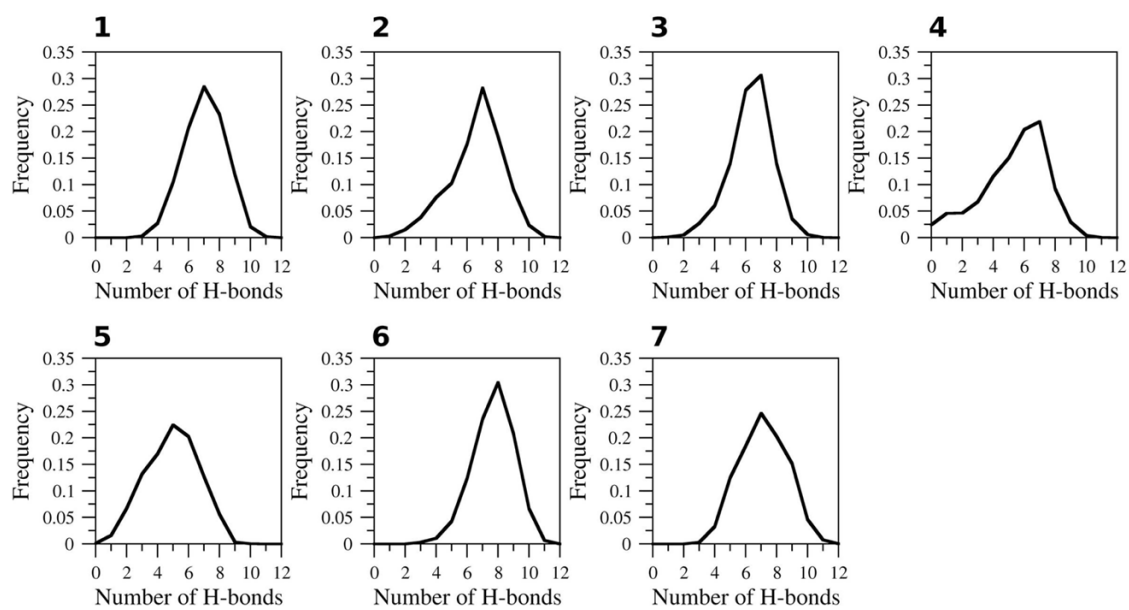 1 2 3 4
0.35 0.35 0.35 0.35
0.3 0.3 0.3 0.3
0.25 0.25 0.25 0.25
0.2 0.2 0.2 0.2
0.15 0.15 0.15 0.15
0.1 0.1 0.1 0.1
0.05 0.05 0.05 0.05
0 0 0 0
Frequency Frequency Frequency Frequency
0 2 4 6 8 10 12 0 2 4 6 8 10 12 0 2 4 6 8 10 12 0 2 4 6 8 10 12
Number of H-bonds Number of H-bonds Number of H-bonds Number of H-bonds
5 6 7
0.35 0.35 0.35
0.3 0.3 0.3
0.25 0.25 0.25
0.2 0.2 0.2
0.15 0.15 0.15
0.1 0.1 0.1
0.05 0.05 0.05
0 0 0
Frequency Frequency Frequency
0 2 4 6 8 10 12 0 2 4 6 8 10 12 0 2 4 6 8 10 12
Number of H-bonds Number of H-bonds Number of H-bonds